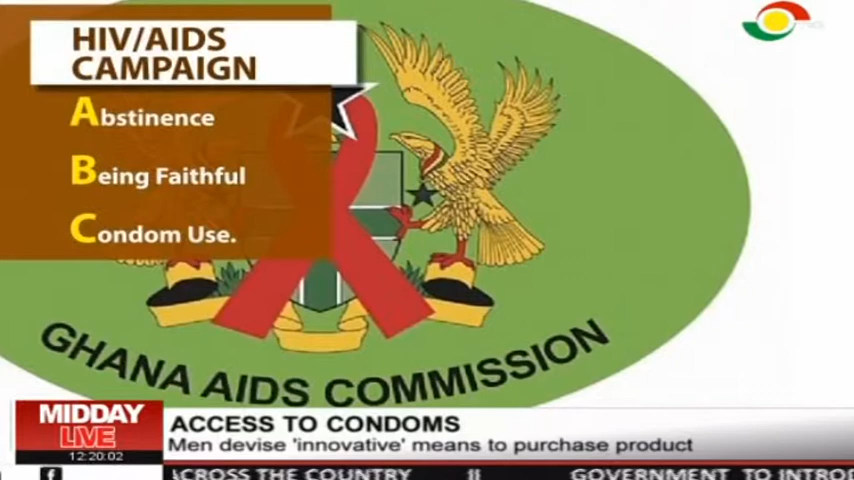 HIV/AIDS
CAMPAIGN
Abstinence
Being Faithful
Condom Use.
GHANA AIDS COMMISSION
MIDDAY
LIVE
12:20:02
ACCESS TO CONDOMS
Men devise 'innovative' means to purchase product
f
ACROSS THE COUNTRY
GOVERNMENT TO INTRO